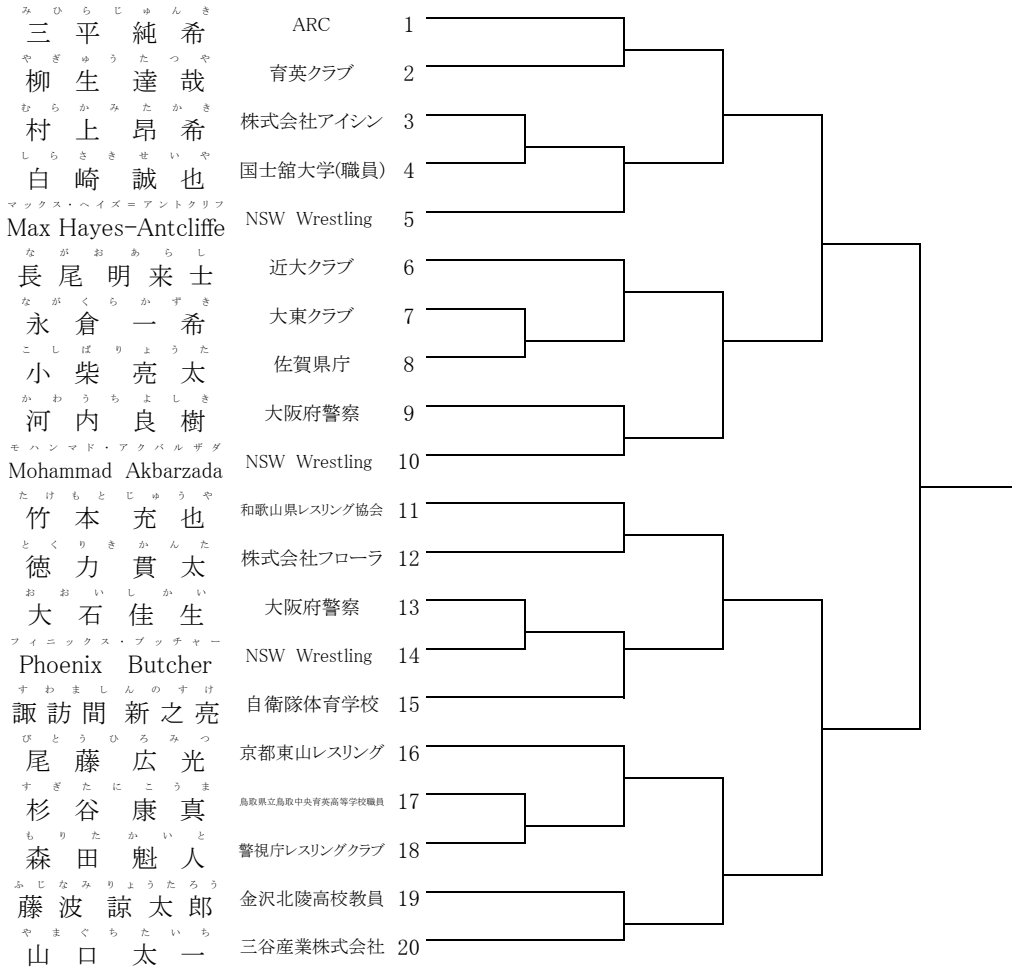 みひらじゅんき
三平純希 ARC 1
やぎゅうたつや
柳生達哉 育英クラブ 2
むらかみたかき
村上昂希 株式会社アイシン 3
しらさきせいや
白崎誠也 国士舘大学(職員) 4
マックス・ヘイズ＝アントクリフ
Max Hayes-Antcliffe NSW Wrestling 5
ながおあらし
長尾明来士 近大クラブ 6
ながくらかずき
永倉一希 大東クラブ 7
こしばりょうた
小柴亮太 佐賀県庁 8
かわうちよしき
河内良樹 大阪府警察 9
モハンマド・アクバルザダ
Mohammad Akbarzada NSW Wrestling 10
たけもとじゅうや
竹本充也 和歌山県レスリング協会 11
とくりきかんた
徳力貫太 株式会社フローラ 12
おおいしかい
大石佳生 大阪府警察 13
フィニックス・ブッチャー
Phoenix Butcher NSW Wrestling 14
すわましんのすけ
諏訪間新之亮 自衛隊体育学校 15
びとうひろみつ
尾藤広光 京都東山レスリング 16
すぎたにこうま
杉谷康真 鳥取県立鳥取中央育英高等学校職員 17
もりたかいと
森田魁人 警視庁レスリングクラブ 18
ふじなみりょうたろう
藤波諒太郎 金沢北陵高校教員 19
やまぐちたいち
山口太一 三谷産業株式会社 20